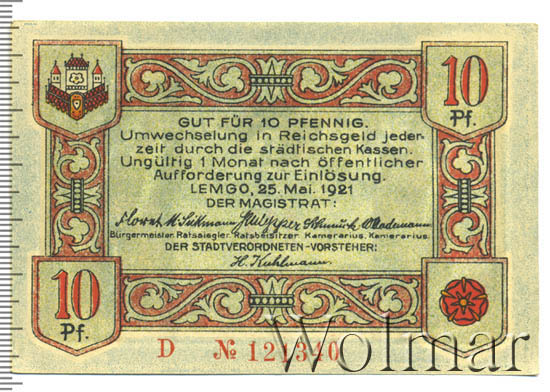 10
Pf.
GUT FÜR 10 PFENNIG.
Umwechselung in Reichsgeld jeder-
zeit durch die städtischen Kassen.
Ungültig 1 Monat nach öffentlicher
Aufforderung zur Einlösung.
LEMGO, 25. Mai. 1921
DER MAGISTRAT:
Bürgermeister. Ratssiegler. Ratsbeisitzer. Kamerarius. Kamerarius.
DER STADTVERORDNETEN-VORSTEHER:
H. Kuhlmann
10
Pf.
D № 121340
Wolmar